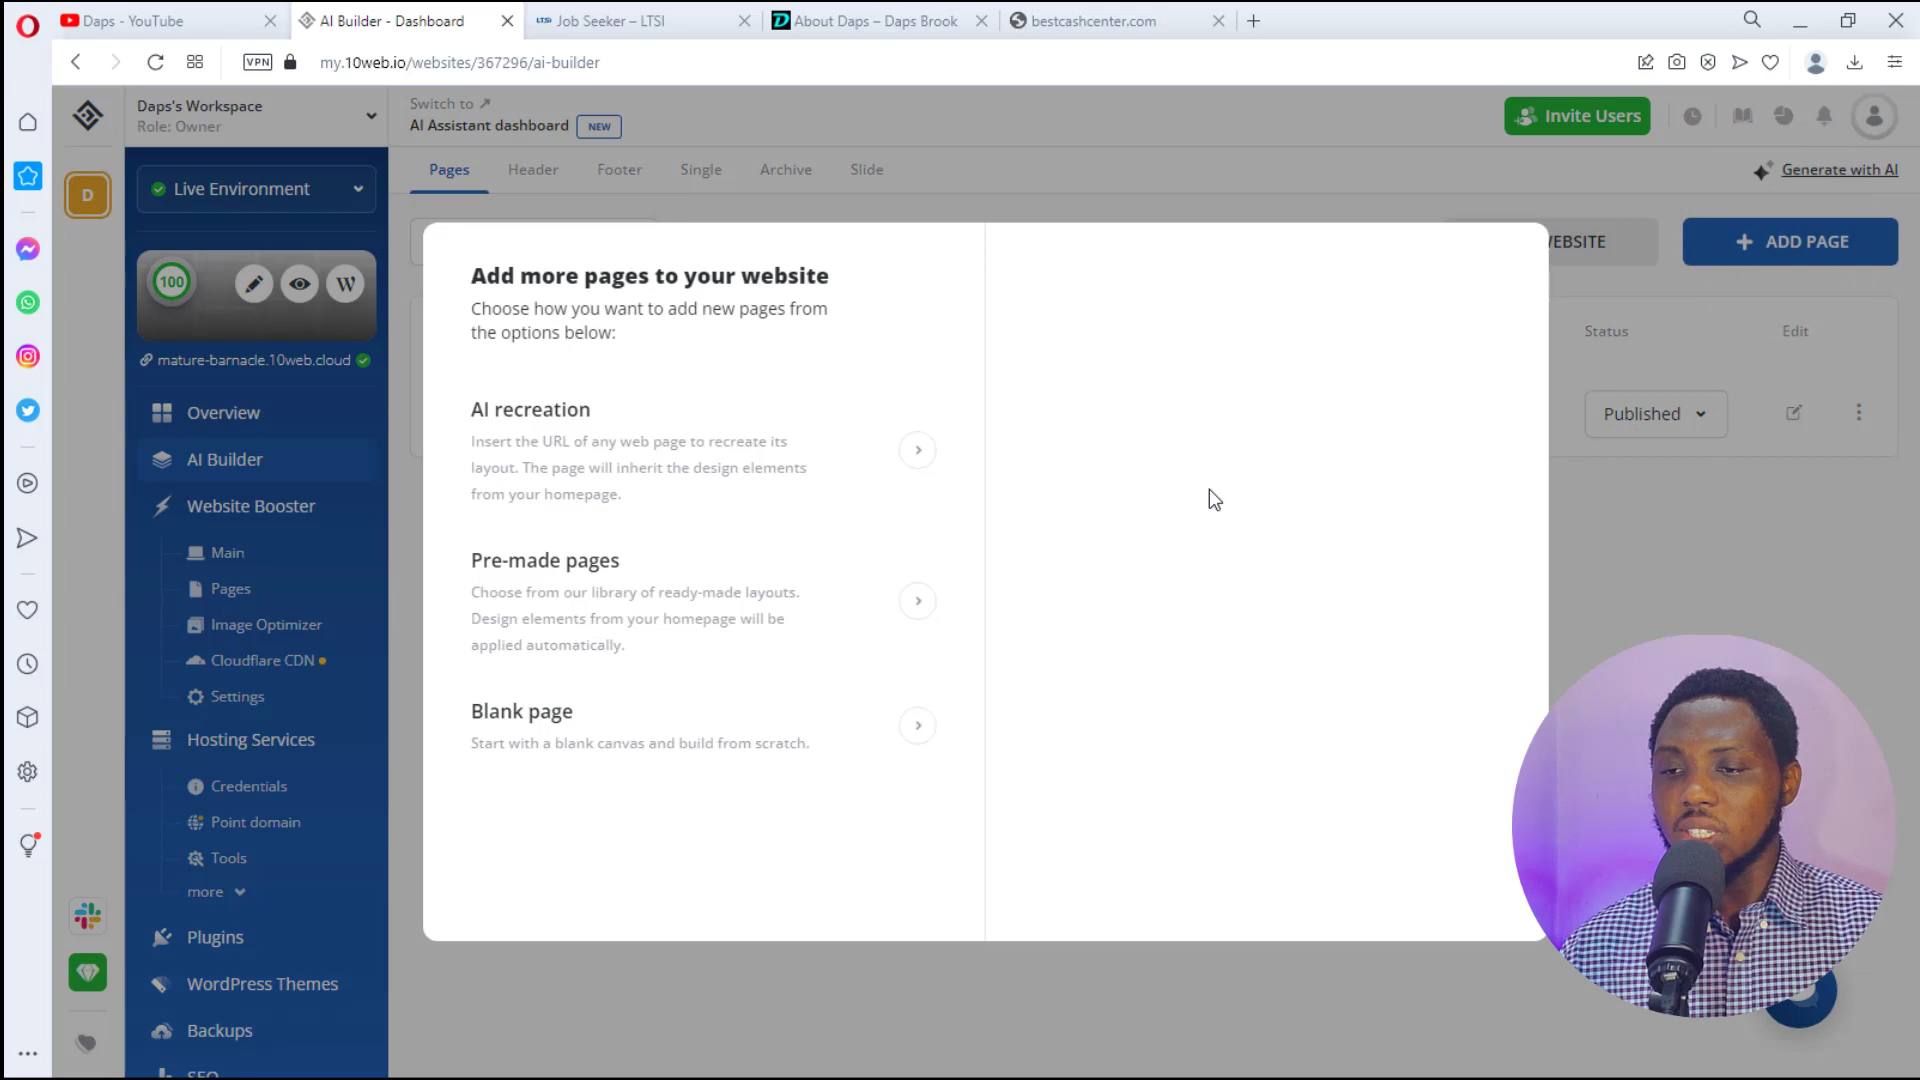 Daps - YouTube
AI Builder - Dashboard
LTSI Job Seeker – LTSI
About Daps – Daps Brook
bestcashcenter.com
VPN
my.10web.io/websites/367296/ai-builder
Daps's Workspace
Role: Owner
Switch to
AI Assistant dashboard
NEW
Invite Users
D
Live Environment
Pages
Header
Footer
Single
Archive
Slide
Generate with AI
100
W
mature-barnacle.10web.cloud
Overview
AI Builder
Website Booster
Main
Pages
Image Optimizer
Cloudflare CDN
Settings
Hosting Services
Credentials
Point domain
Tools
more
Plugins
WordPress Themes
Backups
SEO
Add more pages to your website
Choose how you want to add new pages from
the options below:
AI recreation
Insert the URL of any web page to recreate its
layout. The page will inherit the design elements
from your homepage.
Pre-made pages
Choose from our library of ready-made layouts.
Design elements from your homepage will be
applied automatically.
Blank page
Start with a blank canvas and build from scratch.
ADD PAGE
Status
Edit
Published